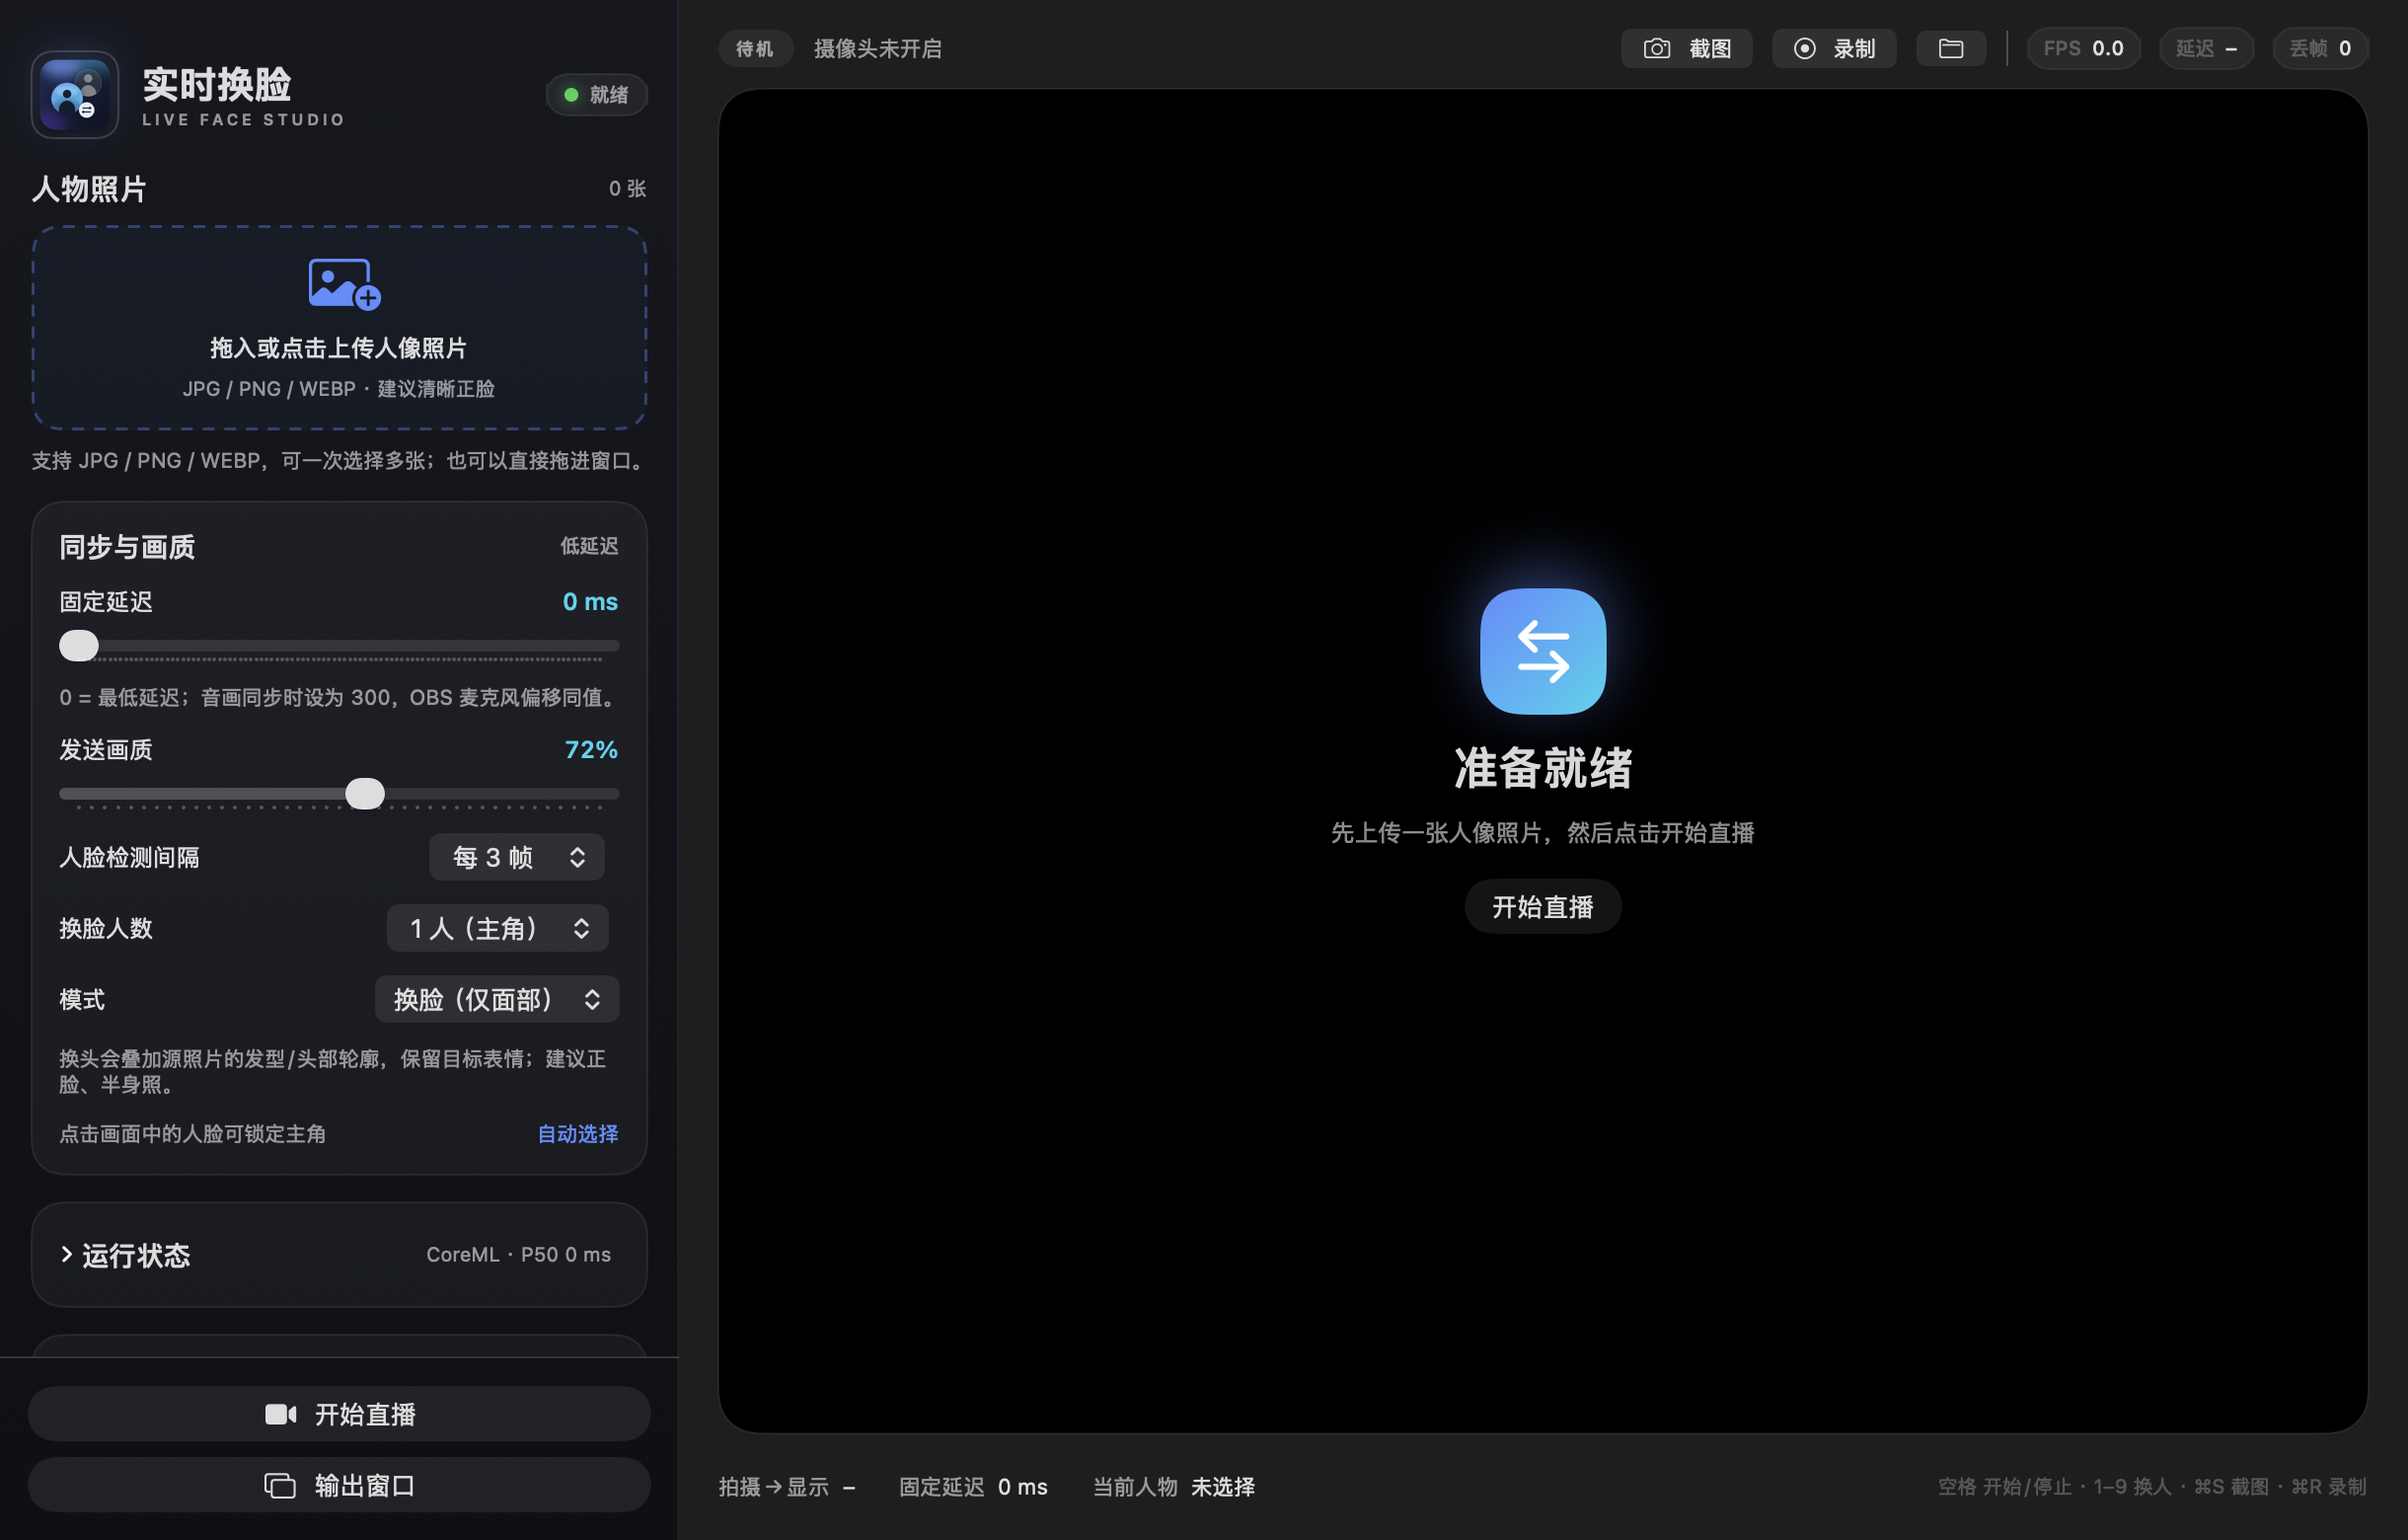 实时换脸
LIVE FACE STUDIO
就绪
人物照片
0 张
拖入或点击上传人像照片
JPG / PNG / WEBP · 建议清晰正脸
支持 JPG / PNG / WEBP，可一次选择多张；也可以直接拖进窗口。
同步与画质
低延迟
固定延迟
0 ms
0 = 最低延迟；音画同步时设为 300，OBS 麦克风偏移同值。
发送画质
72%
人脸检测间隔
每 3 帧
换脸人数
1 人（主角）
模式
换脸（仅面部）
换头会叠加源照片的发型/头部轮廓，保留目标表情；建议正
脸、半身照。
点击画面中的人脸可锁定主角
自动选择
运行状态
CoreML · P50 0 ms
开始直播
输出窗口
待机
摄像头未开启
截图
录制
FPS 0.0
延迟 –
丢帧 0
准备就绪
先上传一张人像照片，然后点击开始直播
开始直播
拍摄→显示 –
固定延迟 0 ms
当前人物 未选择
空格 开始/停止 · 1–9 换人 · ⌘S 截图 · ⌘R 录制